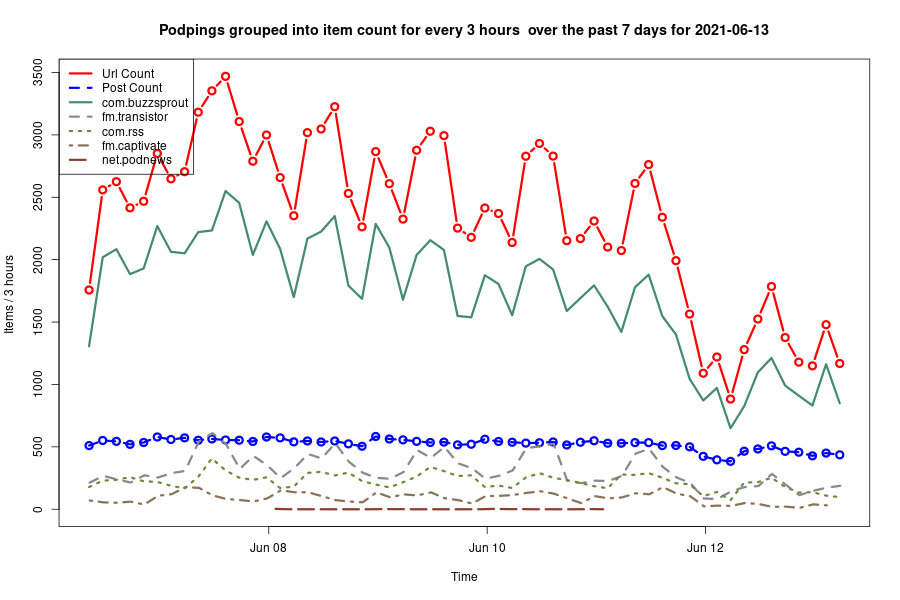 Podpings grouped into item count for every 3 hours  over the past 7 days for 2021-06-13
Items / 3 hours
3500
3000
2500
2000
1500
1000
500
0
Url Count
Post Count
com.buzzsprout
fm.transistor
com.rss
fm.captivate
net.podnews
Jun 08
Jun 10
Jun 12
Time